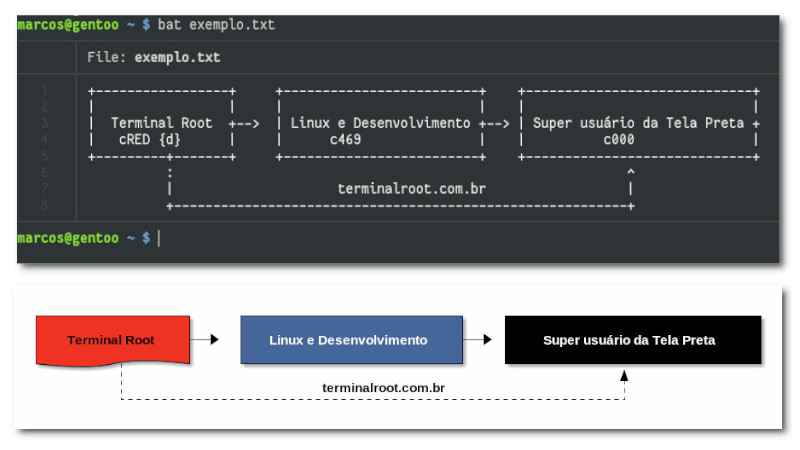 marcos@gentoo ~ $ bat exemplo.txt
File: exemplo.txt
1 +-----------------+     +-------------------------+    +-----------------------------+
2 |                 |     |                         |    |                             |
3 |  Terminal Root  +-->  | Linux e Desenvolvimento +--> | Super usuário da Tela Preta +
4 |   cRED {d}      |     |      c469               |    |          c000               |
5 +---------+-------+     +-------------------------+    +-----------------------------+
6           :                                                          ^
7           |                     terminalroot.com.br                  |
8           +----------------------------------------------------------+
marcos@gentoo ~ $
Terminal Root
Linux e Desenvolvimento
Super usuário da Tela Preta
terminalroot.com.br